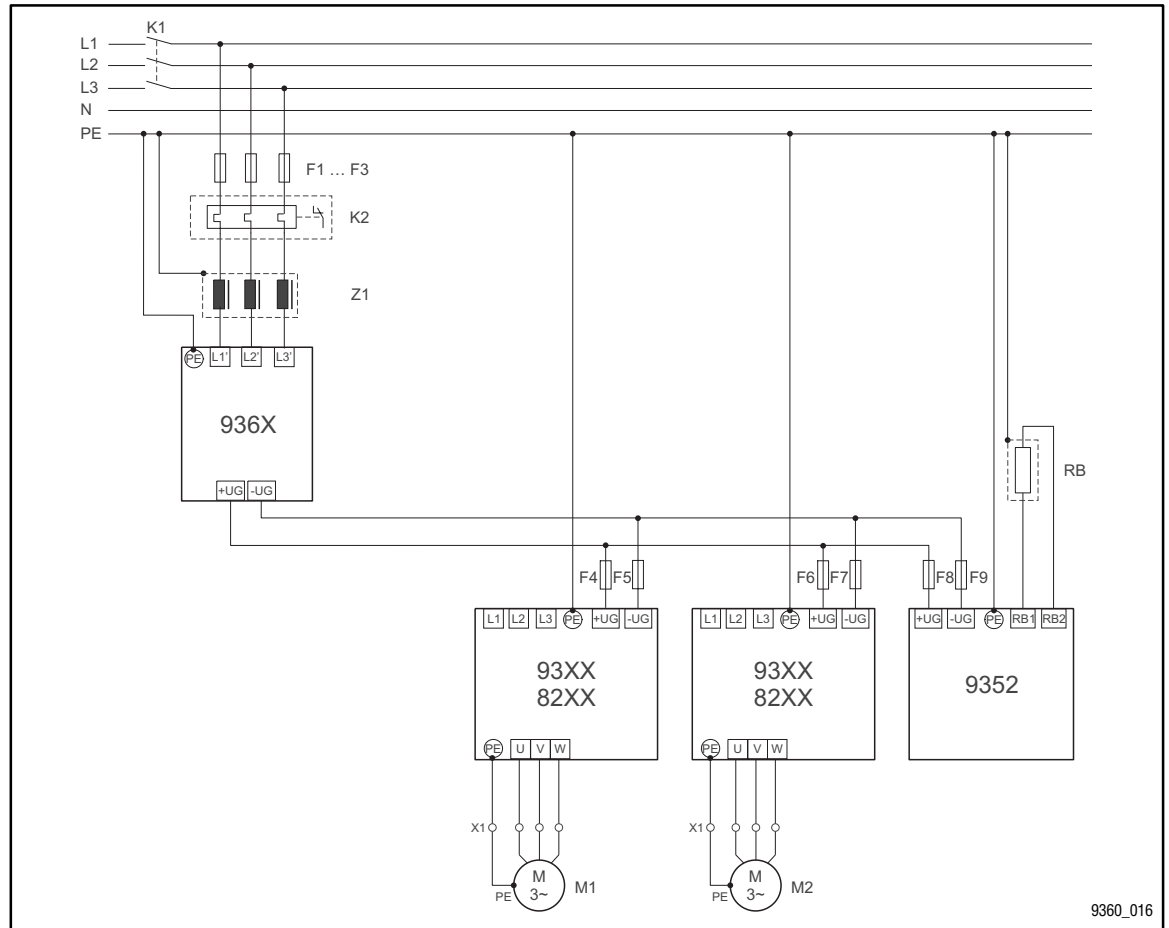 K1
L1
L2
L3
N
PE
F1 … F3
K2
Z1
PE L1' L2' L3'
936X
+UG -UG
RB
F4 F5 F6 F7 F8 F9
L1 L2 L3 PE +UG -UG
93XX
82XX
PE U V W
X1
PE
M
3~
M1
L1 L2 L3 PE +UG -UG
93XX
82XX
PE U V W
X1
PE
M
3~
M2
+UG -UG PE RB1 RB2
9352
9360_016